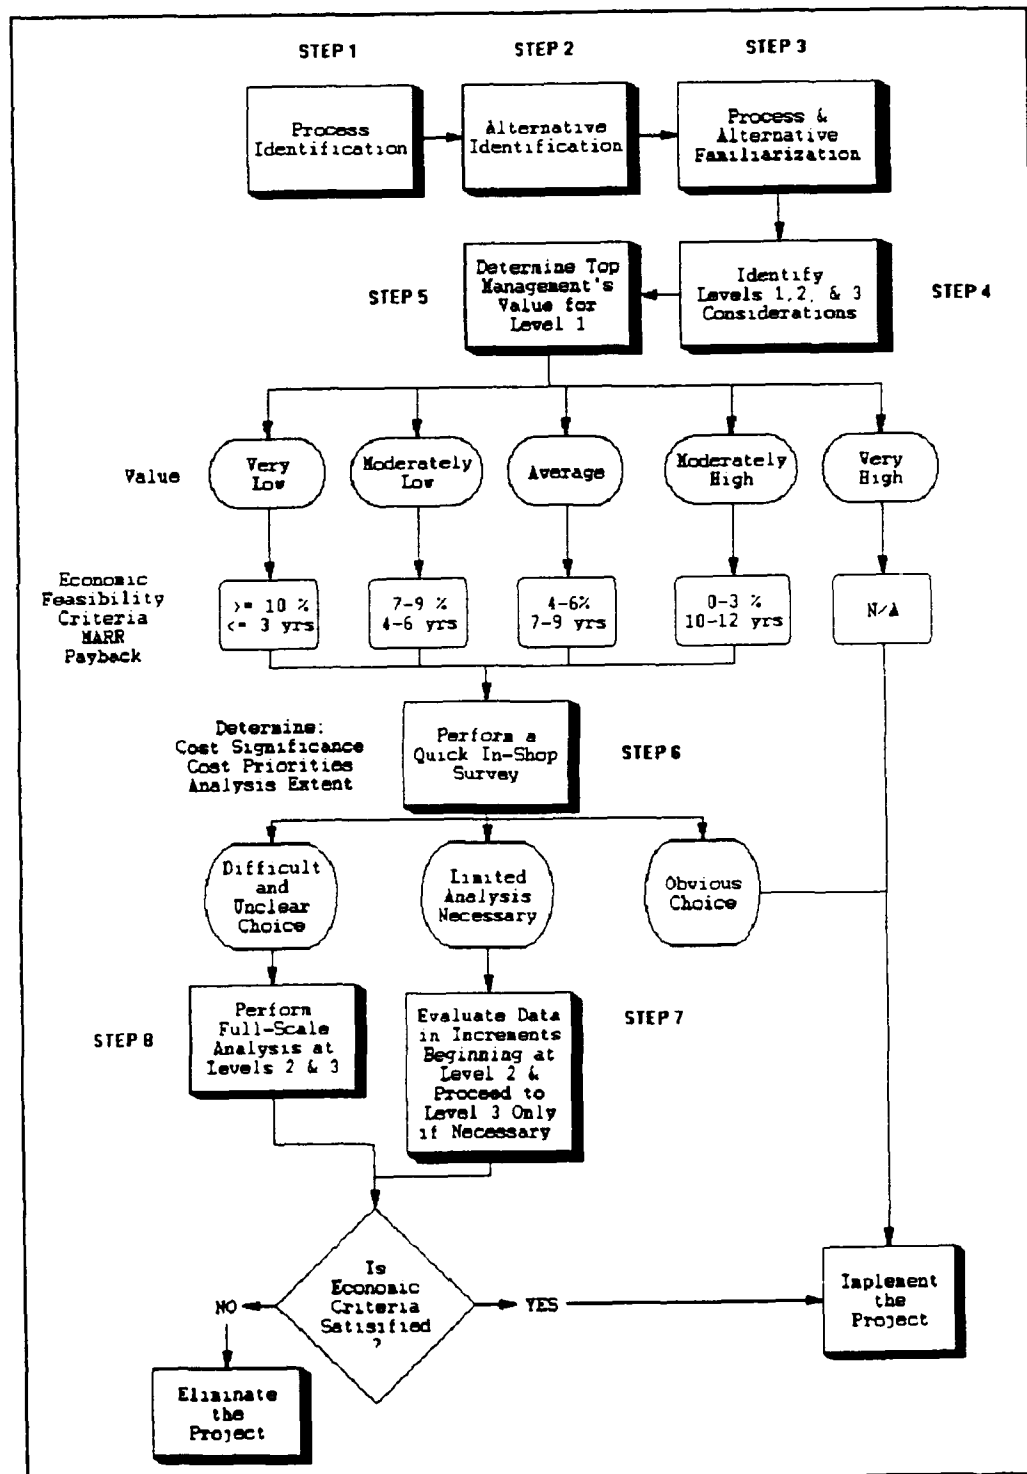 STEP 1
STEP 2
STEP 3
Process
Identification
Alternative
Identification
Process &
Alternative
Familiarization
STEP 5
Determine Top
Management's
Value for
Level 1
Identify
Levels 1,2, & 3
Considerations
STEP 4
Value
Very
Low
Moderately
Low
Average
Moderately
High
Very
High
Economic
Feasibility
Criteria
MARR
Payback
>= 10 %
<= 3 yrs
7-9 %
4-6 yrs
4-6%
7-9 yrs
0-3 %
10-12 yrs
N/A
Determine:
Cost Significance
Cost Priorities
Analysis Extent
Perform a
Quick In-Shop
Survey
STEP 6
Difficult
and
Unclear
Choice
Limited
Analysis
Necessary
Obvious
Choice
STEP 8
Perform
Full-Scale
Analysis at
Levels 2 & 3
Evaluate Data
in Increments
Beginning at
Level 2 &
Proceed to
Level 3 Only
if Necessary
STEP 7
Is
Economic
Criteria
Satisified
?
NO
YES
Implement
the
Project
Eliminate
the
Project